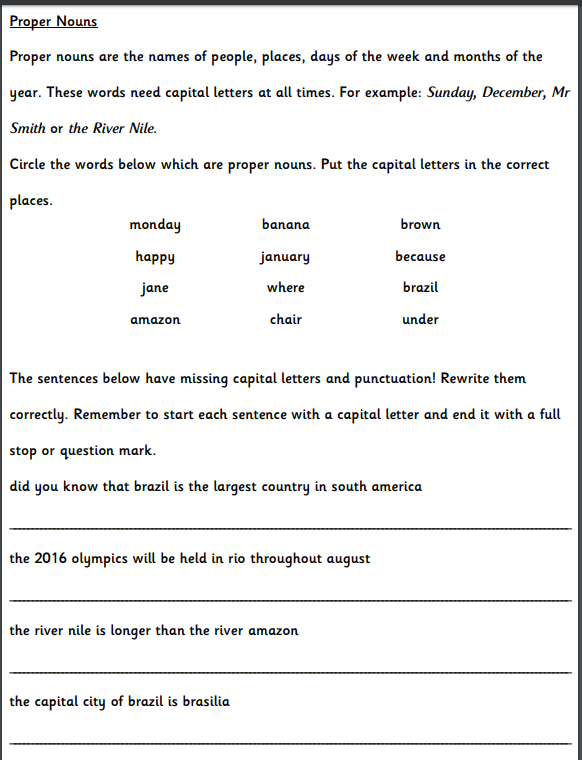 Proper Nouns
Proper nouns are the names of people, places, days of the week and months of the
year. These words need capital letters at all times. For example: Sunday, December, Mr
Smith or the River Nile.
Circle the words below which are proper nouns. Put the capital letters in the correct
places.
monday banana brown
happy january because
jane where brazil
amazon chair under
The sentences below have missing capital letters and punctuation! Rewrite them
correctly. Remember to start each sentence with a capital letter and end it with a full
stop or question mark.
did you know that brazil is the largest country in south america
the 2016 olympics will be held in rio throughout august
the river nile is longer than the river amazon
the capital city of brazil is brasilia